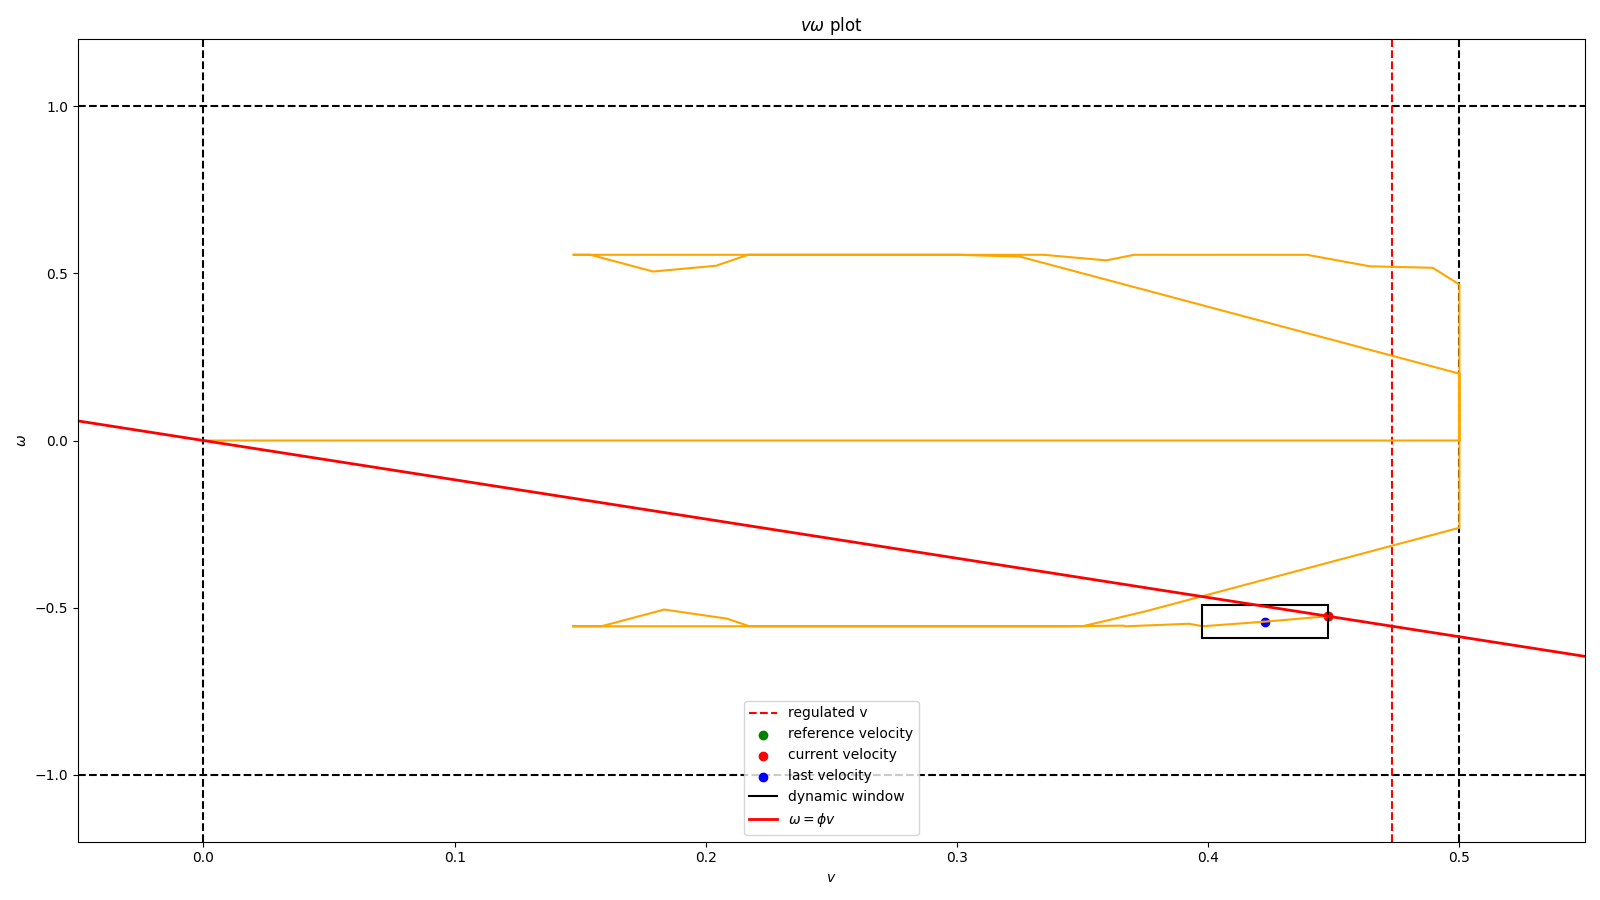 vω plot
1.0
0.5
0.0
−0.5
−1.0
ω
regulated v
reference velocity
current velocity
last velocity
dynamic window
ω = ϕv
0.0 0.1 0.2 0.3 0.4 0.5
v